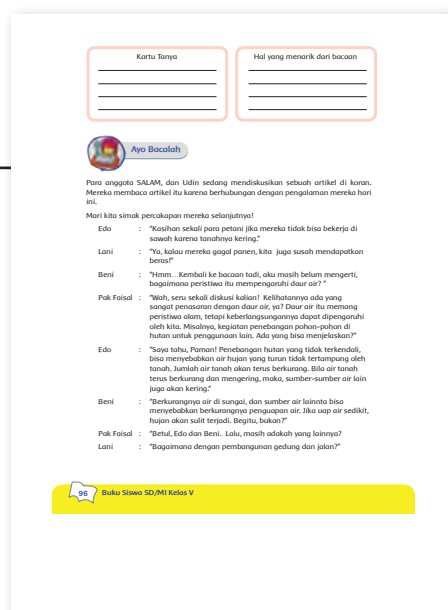 Kartu Tanya
Hal yang menarik dari bacaan
Ayo Bacalah
Para anggota SALAM, dan Udin sedang mendiskusikan sebuah artikel di koran.
Mereka membaca artikel itu karena berhubungan dengan pengalaman mereka hari
ini.
Mari kita simak percakapan mereka selanjutnya!
Edo : "Kasihan sekali para petani jika mereka tidak bisa bekerja di
sawah karena tanahnya kering."
Lani : "Ya, kalau mereka gagal panen, kita juga susah mendapatkan
beras!"
Beni : "Hmm...Kembali ke bacaan tadi, aku masih belum mengerti,
bagaimana peristiwa itu mempengaruhi daur air? "
Pak Faisal : "Wah, seru sekali diskusi kalian! Kelihatannya ada yang
sangat penasaran dengan daur air, ya? Daur air itu memang
peristiwa alam, tetapi keberlangsungannya dapat dipengaruhi
oleh kita. Misalnya, kegiatan penebangan pohon-pohon di
hutan untuk penggunaan lain. Ada yang bisa menjelaskan?"
Edo : "Saya tahu, Paman! Penebangan hutan yang tidak terkendali,
bisa menyebabkan air hujan yang turun tidak tertampung oleh
tanah. Jumlah air tanah akan terus berkurang. Bila air tanah
terus berkurang dan mengering, maka, sumber-sumber air lain
juga akan kering."
Beni : "Berkurangnya air di sungai, dan sumber air lainnta bisa
menyebabkan berkurangnya penguapan air. Jika uap air sedikit,
hujan akan sulit terjadi. Begitu, bukan?"
Pak Faisal : "Betul, Edo dan Beni. Lalu, masih adakah yang lainnya?
Lani : "Bagaimana dengan pembangunan gedung dan jalan?"
96 Buku Siswa SD/MI Kelas V